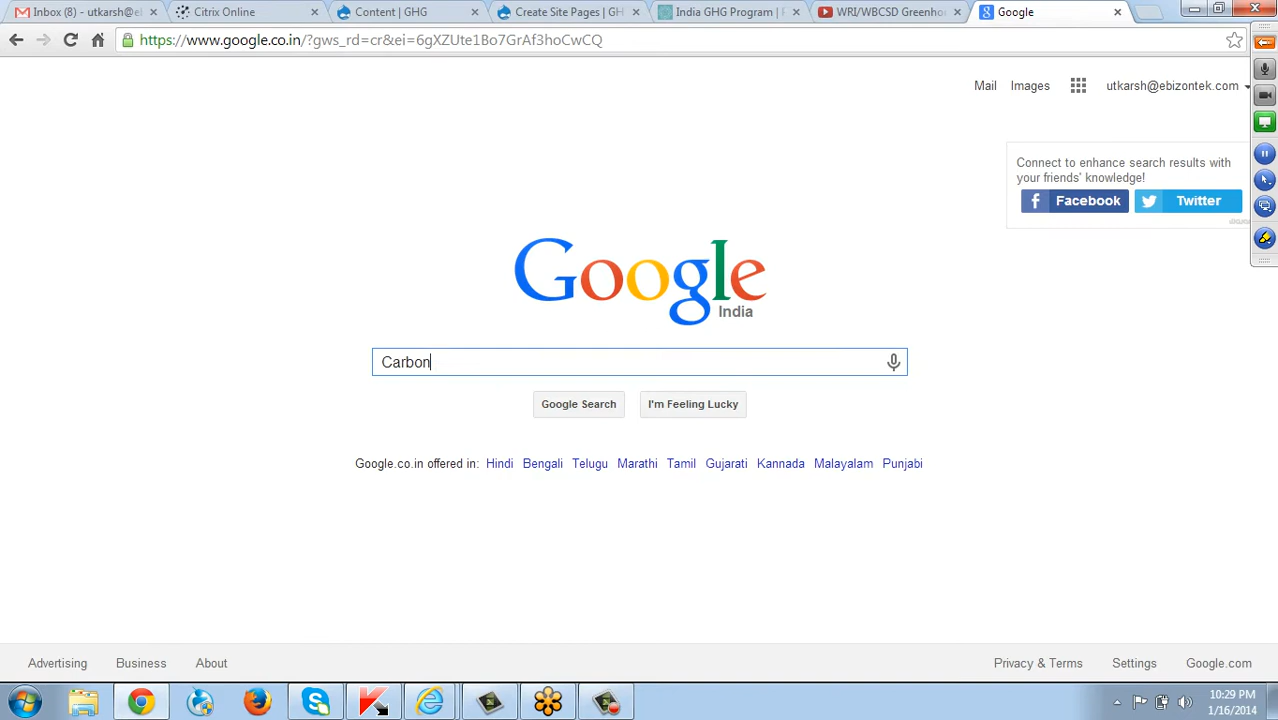 Inbox (8) - utkarsh@eb
Citrix Online
Content | GHG
Create Site Pages | GH
India GHG Program |
WRI/WBCSD Greenho
Google
https://www.google.co.in/?gws_rd=cr&ei=6gXZUte1Bo7GrAf3
Mail Images utkarsh@ebizontek.com
Connect to enhance search results with
your friends' knowledge!
Facebook Twitter
Google
India
Carbon
Google Search I'm Feeling Lucky
Google.co.in offered in: Hindi Bengali Telugu Marathi Tamil Gujarati Kannada Malayalam Punjabi
Advertising Business About Privacy & Terms Settings Google.com
10:29 PM
1/16/2014